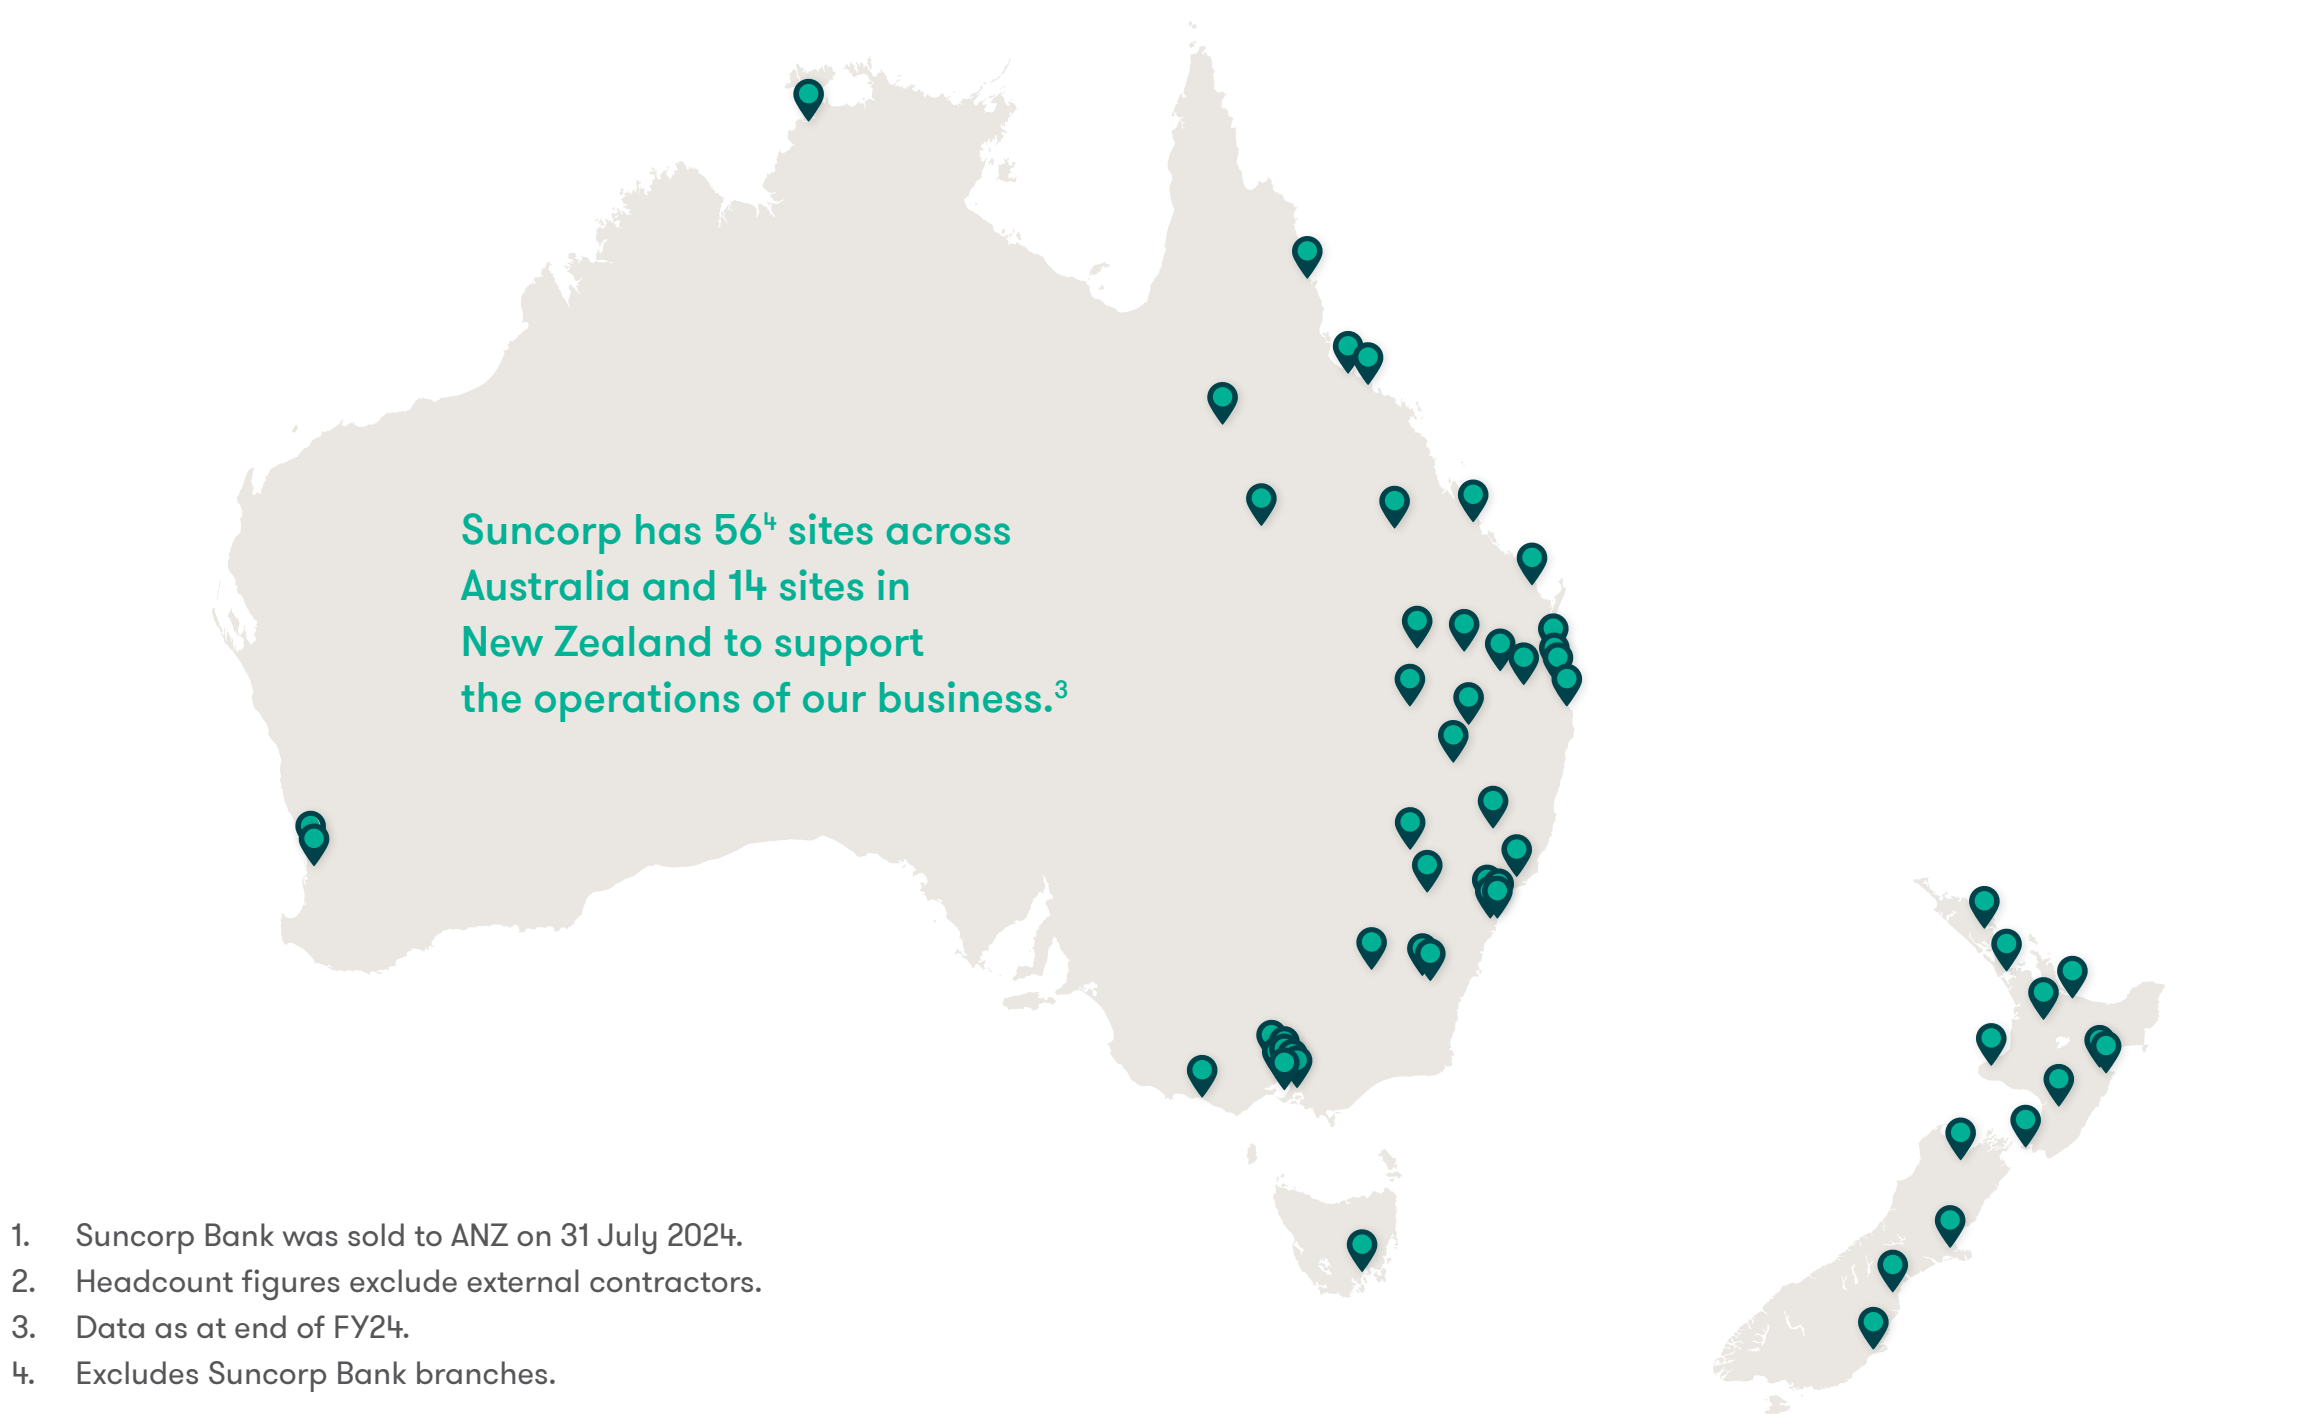 Suncorp has 56⁴ sites across
Australia and 14 sites in
New Zealand to support
the operations of our business.³
1. Suncorp Bank was sold to ANZ on 31 July 2024.
2. Headcount figures exclude external contractors.
3. Data as at end of FY24.
4. Excludes Suncorp Bank branches.